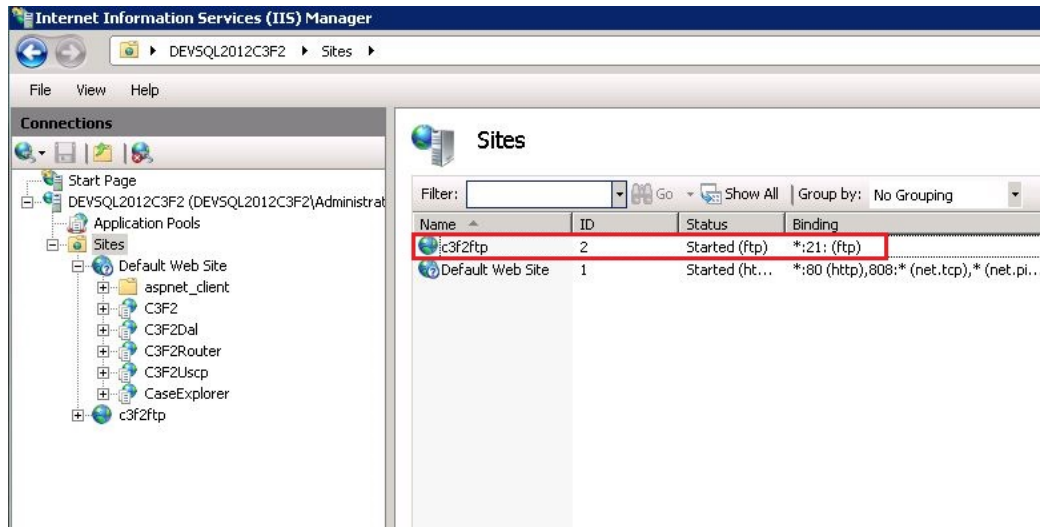 Internet Information Services (IIS) Manager
DEVSQL2012C3F2 Sites
File View Help
Connections
Start Page
DEVSQL2012C3F2 (DEVSQL2012C3F2\Administrat
Application Pools
Sites
Default Web Site
aspnet_client
C3F2
C3F2Dal
C3F2Router
C3F2Uscp
CaseExplorer
c3f2ftp
Sites
Filter: Go Show All Group by: No Grouping
Name ID Status Binding
c3f2ftp 2 Started (ftp) *:21: (ftp)
Default Web Site 1 Started (ht... *:80 (http),808:* (net.tcp),* (net.pi...